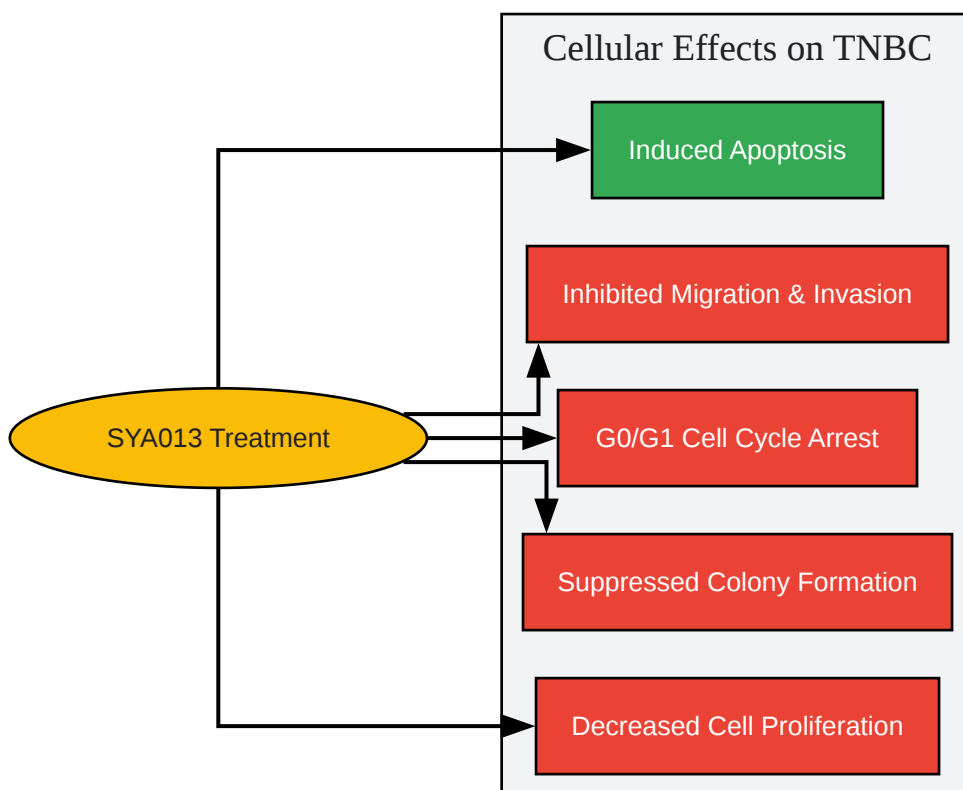 Cellular Effects on TNBC
Induced Apoptosis
Inhibited Migration & Invasion
SYA013 Treatment
G0/G1 Cell Cycle Arrest
Suppressed Colony Formation
Decreased Cell Proliferation